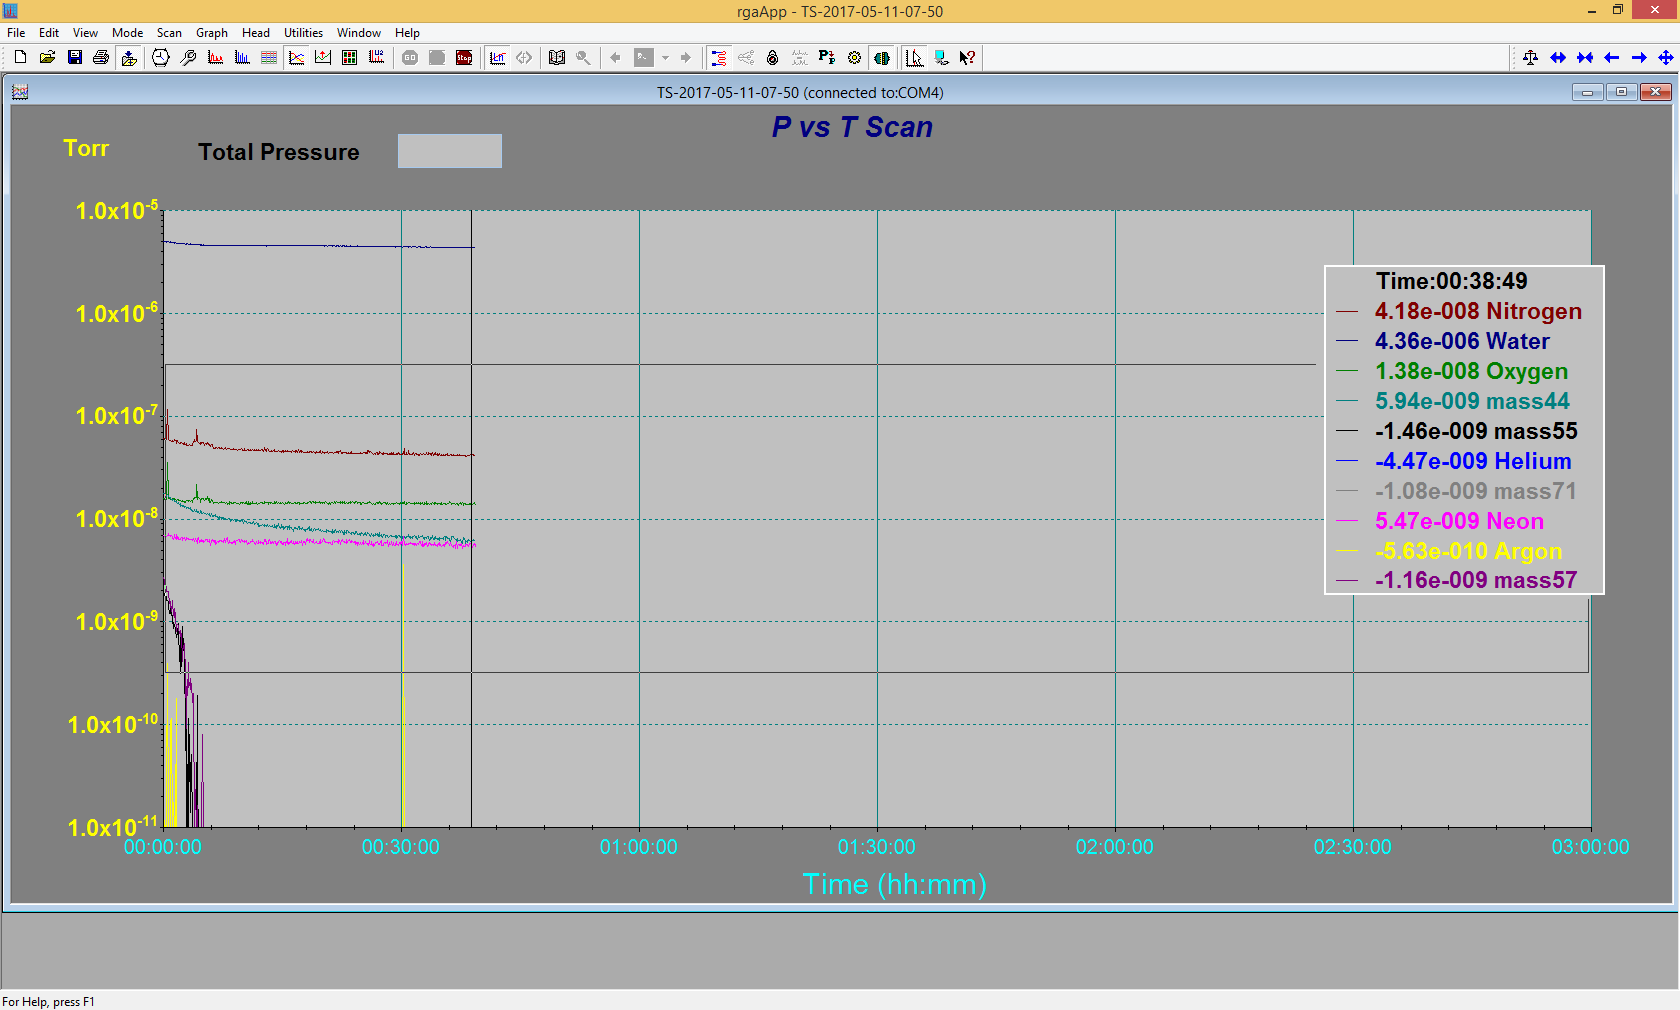 rgaApp - TS-2017-05-11-07-50
File Edit View Mode Scan Graph Head Utilities Window Help
GO Stop
TS-2017-05-11-07-50 (connected to:COM4)
P vs T Scan
Torr
Total Pressure
1.0x10-5
1.0x10-6
1.0x10-7
1.0x10-8
1.0x10-9
1.0x10-10
1.0x10-11
Time:00:38:49
4.18e-008 Nitrogen
4.36e-006 Water
1.38e-008 Oxygen
5.94e-009 mass44
-1.46e-009 mass55
-4.47e-009 Helium
-1.08e-009 mass71
5.47e-009 Neon
-5.63e-010 Argon
-1.16e-009 mass57
00:00:00 00:30:00 01:00:00 01:30:00 02:00:00 02:30:00 03:00:00
Time (hh:mm)
For Help, press F1